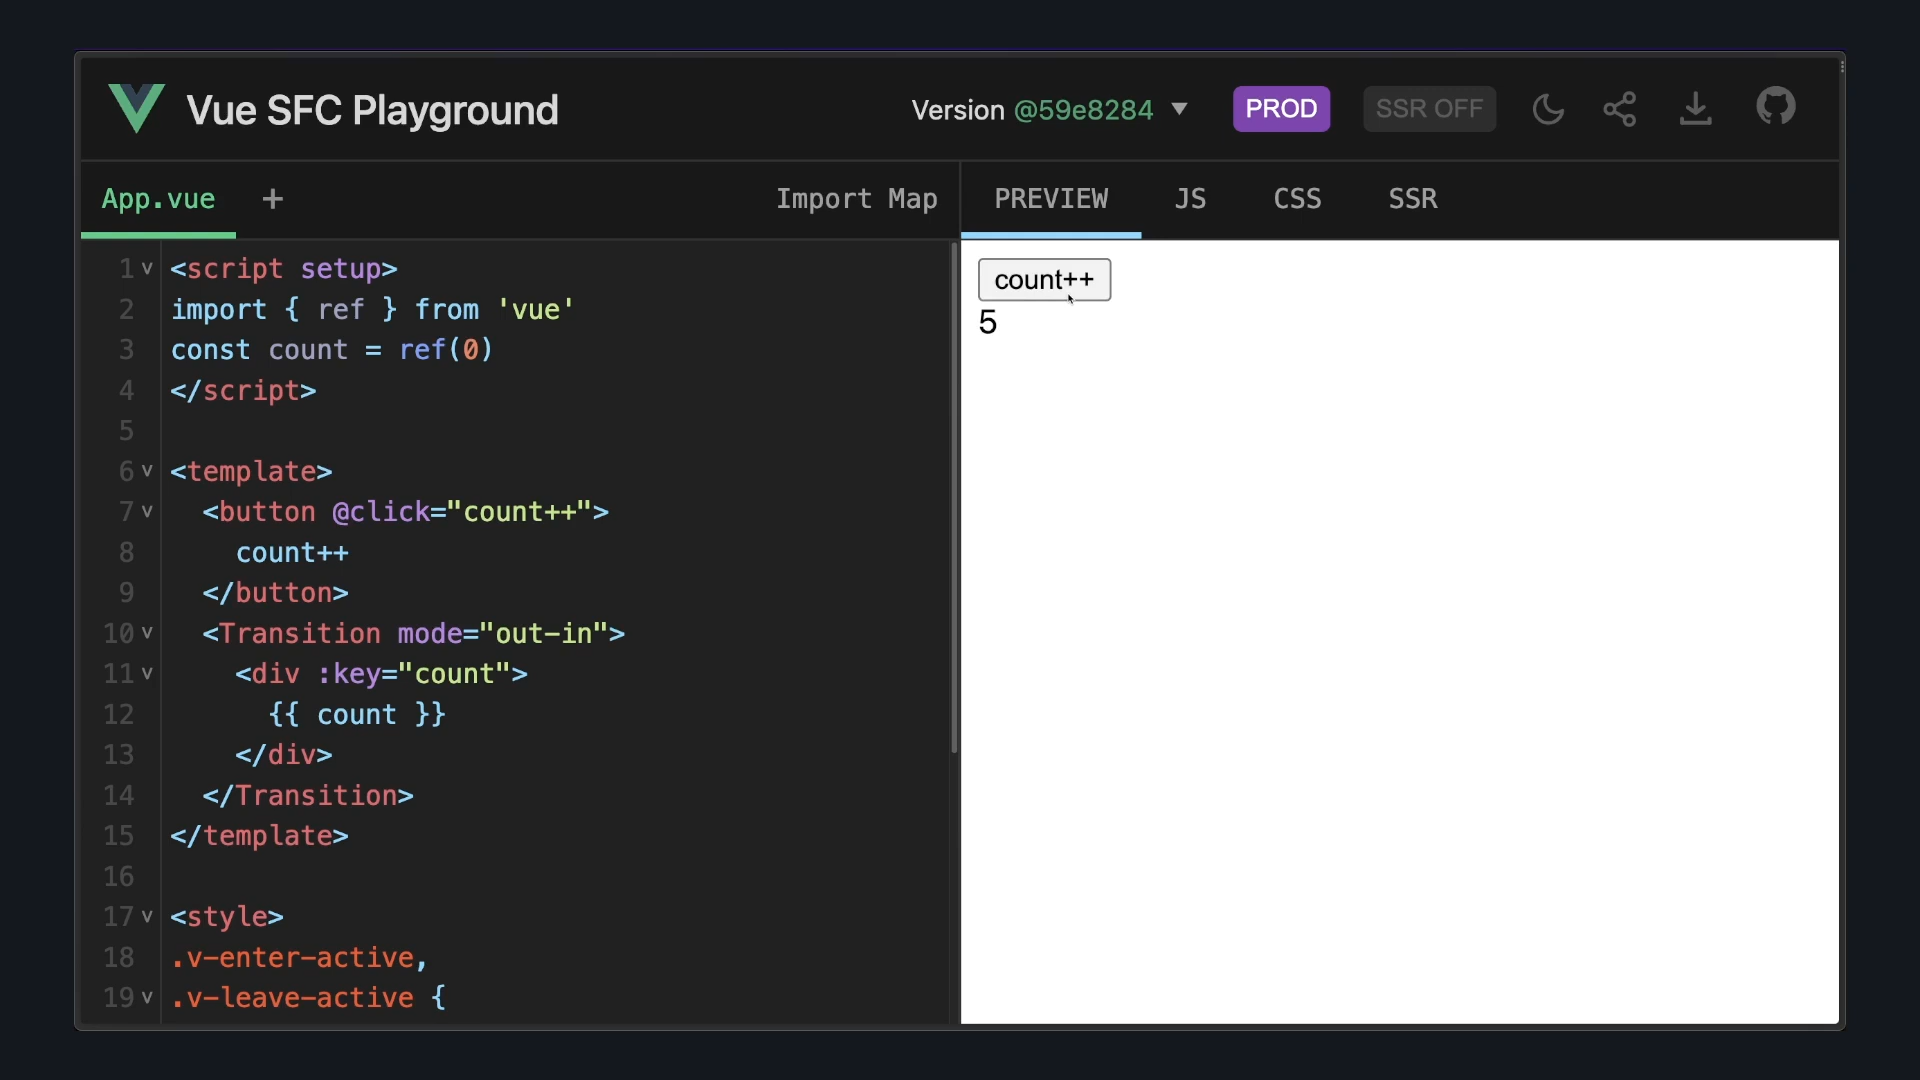 Vue SFC Playground
Version @59e8284 ▼ PROD SSR OFF
App.vue + Import Map
1 <script setup>
2 import { ref } from 'vue'
3 const count = ref(0)
4 </script>
5
6 <template>
7   <button @click="count++">
8     count++
9   </button>
10   <Transition mode="out-in">
11     <div :key="count">
12       {{ count }}
13     </div>
14   </Transition>
15 </template>
16
17 <style>
18 .v-enter-active,
19 .v-leave-active {
PREVIEW JS CSS SSR
count++
5